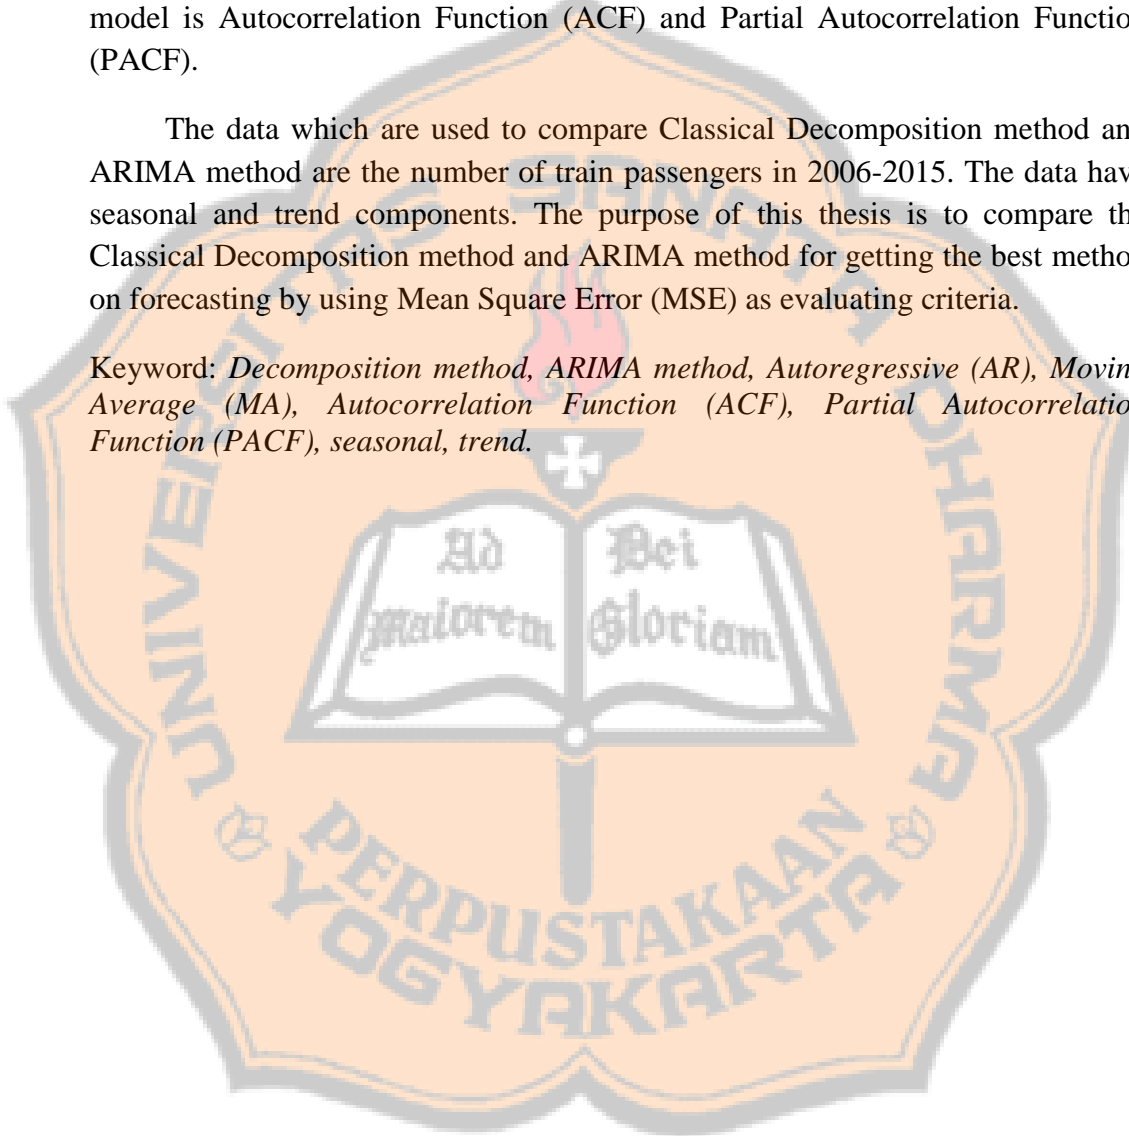 model is Autocorrelation Function (ACF) and Partial Autocorrelation Functio
(PACF).
The data which are used to compare Classical Decomposition method an
ARIMA method are the number of train passengers in 2006-2015. The data hav
seasonal and trend components. The purpose of this thesis is to compare th
Classical Decomposition method and ARIMA method for getting the best metho
on forecasting by using Mean Square Error (MSE) as evaluating criteria.
Keyword: Decomposition method, ARIMA method, Autoregressive (AR), Movin
Average (MA), Autocorrelation Function (ACF), Partial Autocorrelatio
Function (PACF), seasonal, trend.
UNIVERSITAS SANATA DHARMA
Ad
maiorem
Dei
Gloriam
PERPUSTAKAAN
YOGYAKARTA